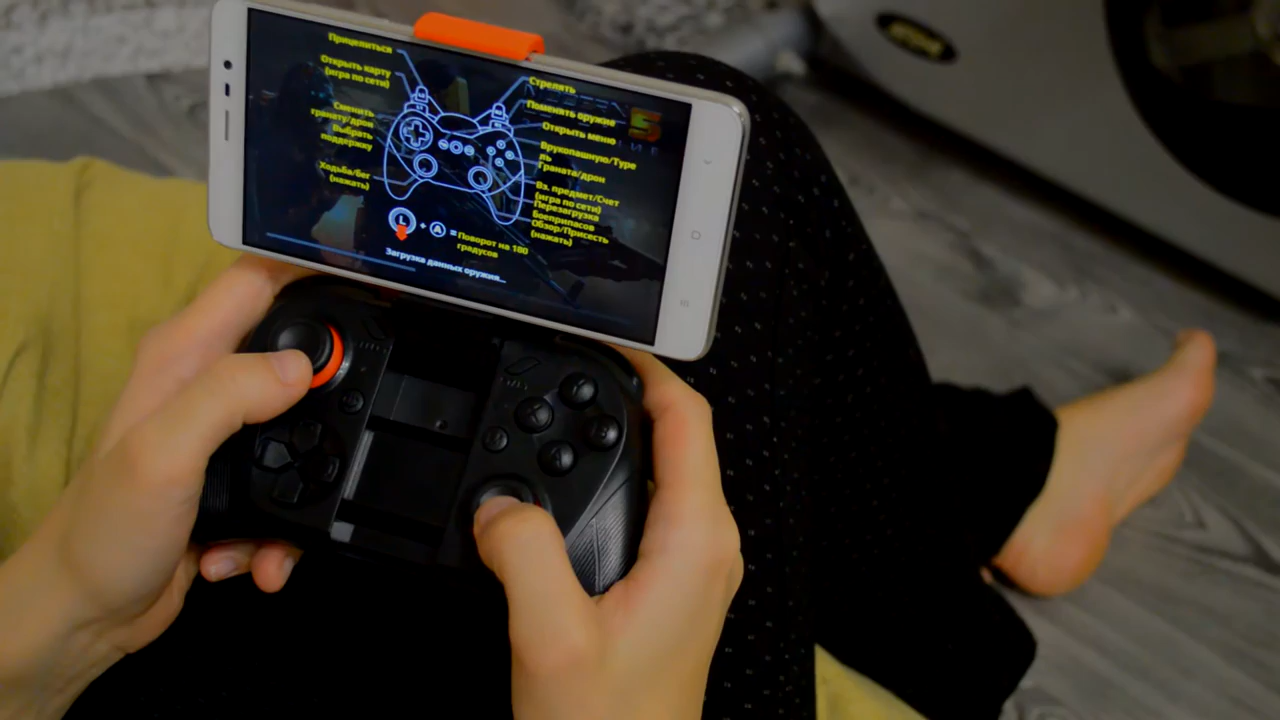 Прицелиться
Открыть карту
(игра по сети)
Сменить
гранату/дрон
Выбрать
поддержку
Ходьба/бег
(нажать)
Стрелять
Поменять оружие
Открыть меню
Врукопашную/Туре
ль
Граната/дрон
Вз. предмет/Счет
(игра по сети)
Перезагрузка
Боеприпасов
Обзор/Присесть
(нажать)
5
L + A =
Поворот на 180
градусов
Загрузка данных оружия...
Y
X
B
A